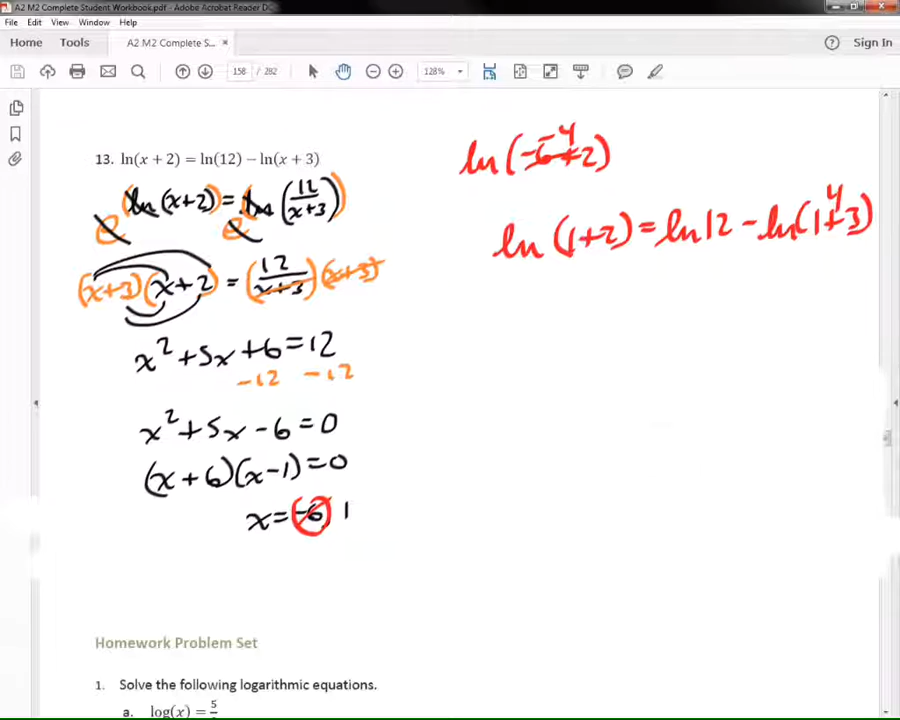 A2 M2 Complete Student Workbook.pdf - Adobe Acrobat Reader DC
File Edit View Window Help
Home Tools A2 M2 Complete S... × Sign In
158 / 282 128%
13. ln(x + 2) = ln(12) − ln(x + 3)
ln(x+2) = ln(12/(x+3))
e e
(x+3)(x+2) = (12/(x+3))(x+3)
x² + 5x + 6 = 12
-12 -12
x² + 5x - 6 = 0
(x+6)(x-1) = 0
x = -6, 1
-4
ln(-6+2)
4
ln(1+2) = ln12 - ln(1+3)
Homework Problem Set
1. Solve the following logarithmic equations.
a. log(x) = 5